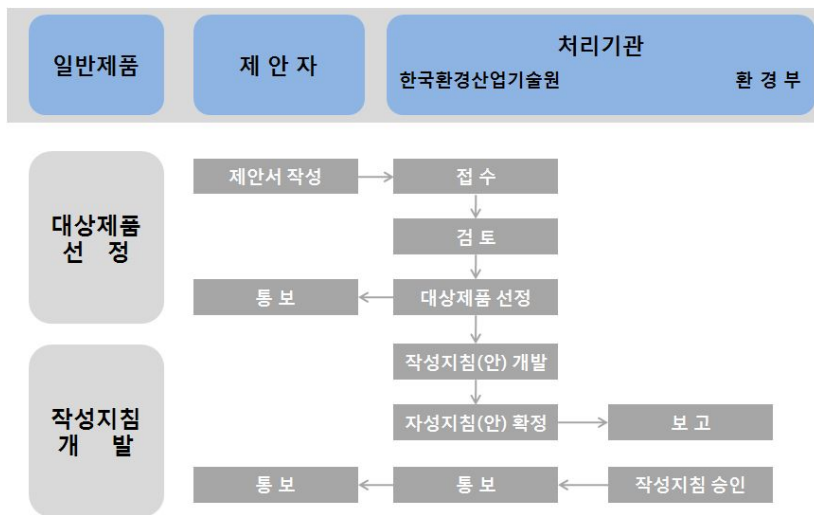 일반제품
제 안 자
처리기관
한국환경산업기술원 환 경 부
대상제품
선 정
제안서 작성
접 수
검 토
통 보
대상제품 선정
작성지침
개 발
작성지침(안) 개발
자성지침(안) 확정
보 고
통 보
통 보
작성지침 승인